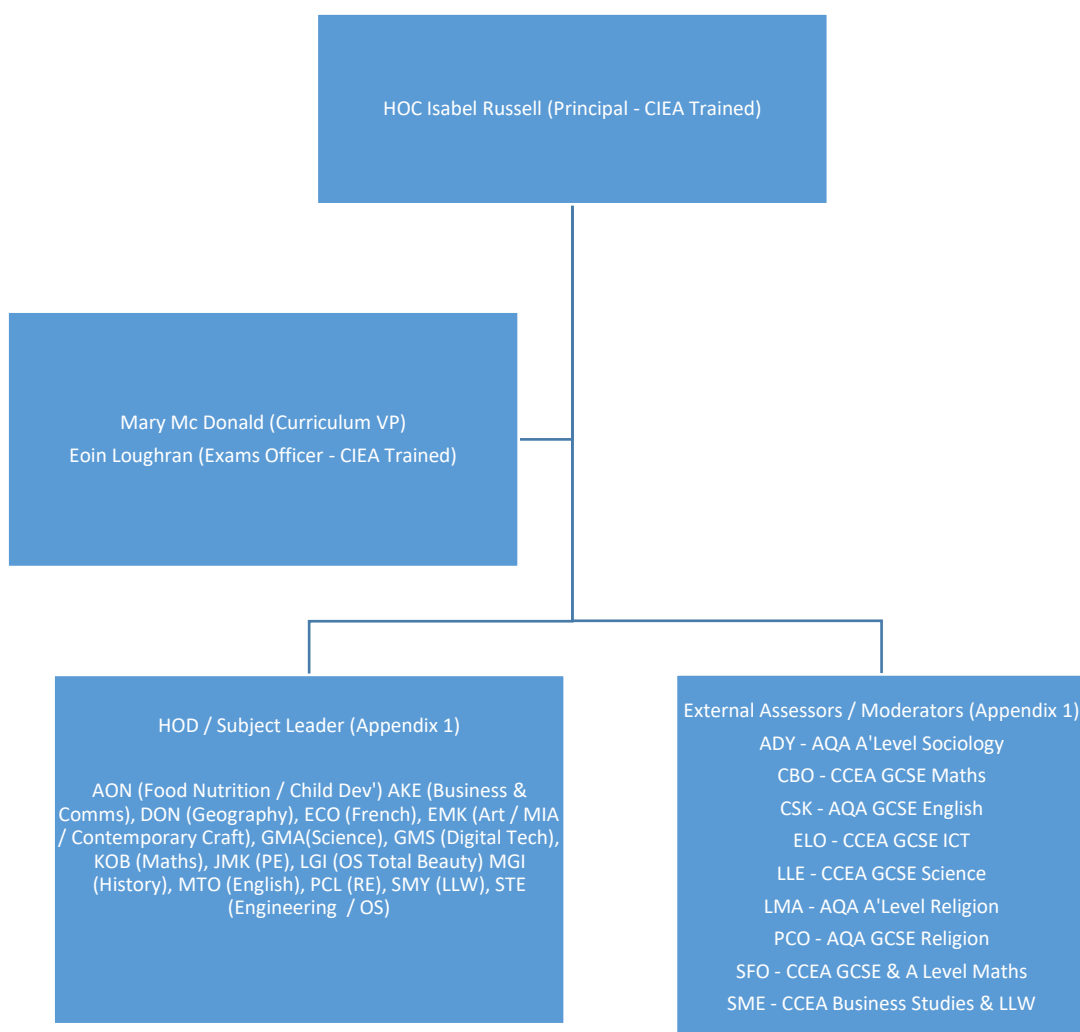 HOC Isabel Russell (Principal - CIEA Trained)
Mary Mc Donald (Curriculum VP)
Eoin Loughran (Exams Officer - CIEA Trained)
HOD / Subject Leader (Appendix 1)
AON (Food Nutrition / Child Dev') AKE (Business &
Comms), DON (Geography), ECO (French), EMK (Art / MIA
/ Contemporary Craft), GMA(Science), GMS (Digital Tech),
KOB (Maths), JMK (PE), LGI (OS Total Beauty) MGI
(History), MTO (English), PCL (RE), SMY (LLW), STE
(Engineering / OS)
External Assessors / Moderators (Appendix 1)
ADY - AQA A'Level Sociology
CBO - CCEA GCSE Maths
CSK - AQA GCSE English
ELO - CCEA GCSE ICT
LLE - CCEA GCSE Science
LMA - AQA A'Level Religion
PCO - AQA GCSE Religion
SFO - CCEA GCSE & A Level Maths
SME - CCEA Business Studies & LLW